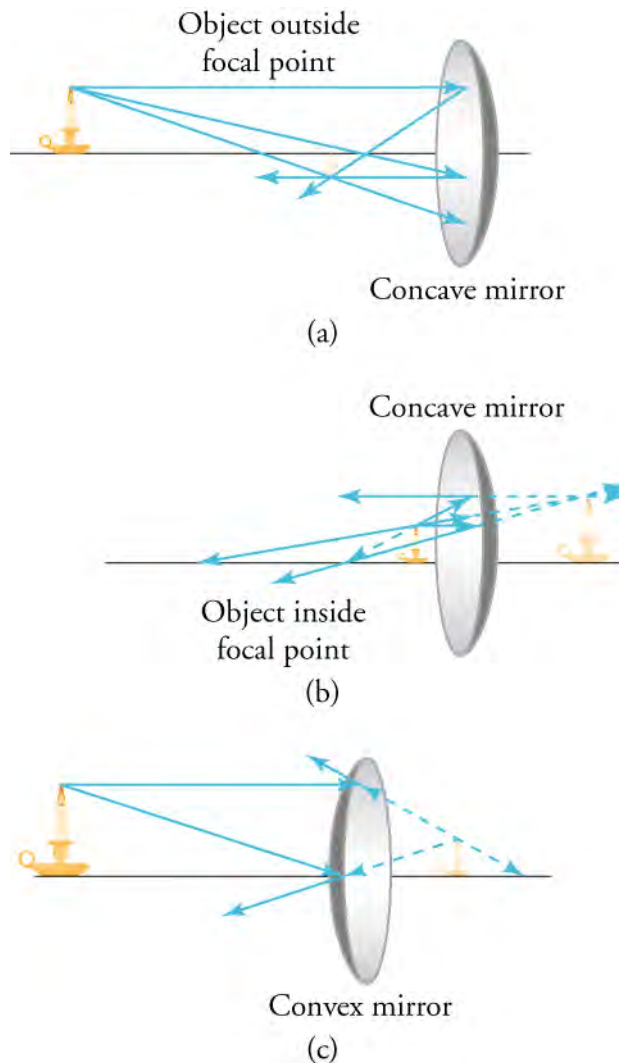 Object outside
focal point
Concave mirror
(a)
Concave mirror
Object inside
focal point
(b)
Convex mirror
(c)